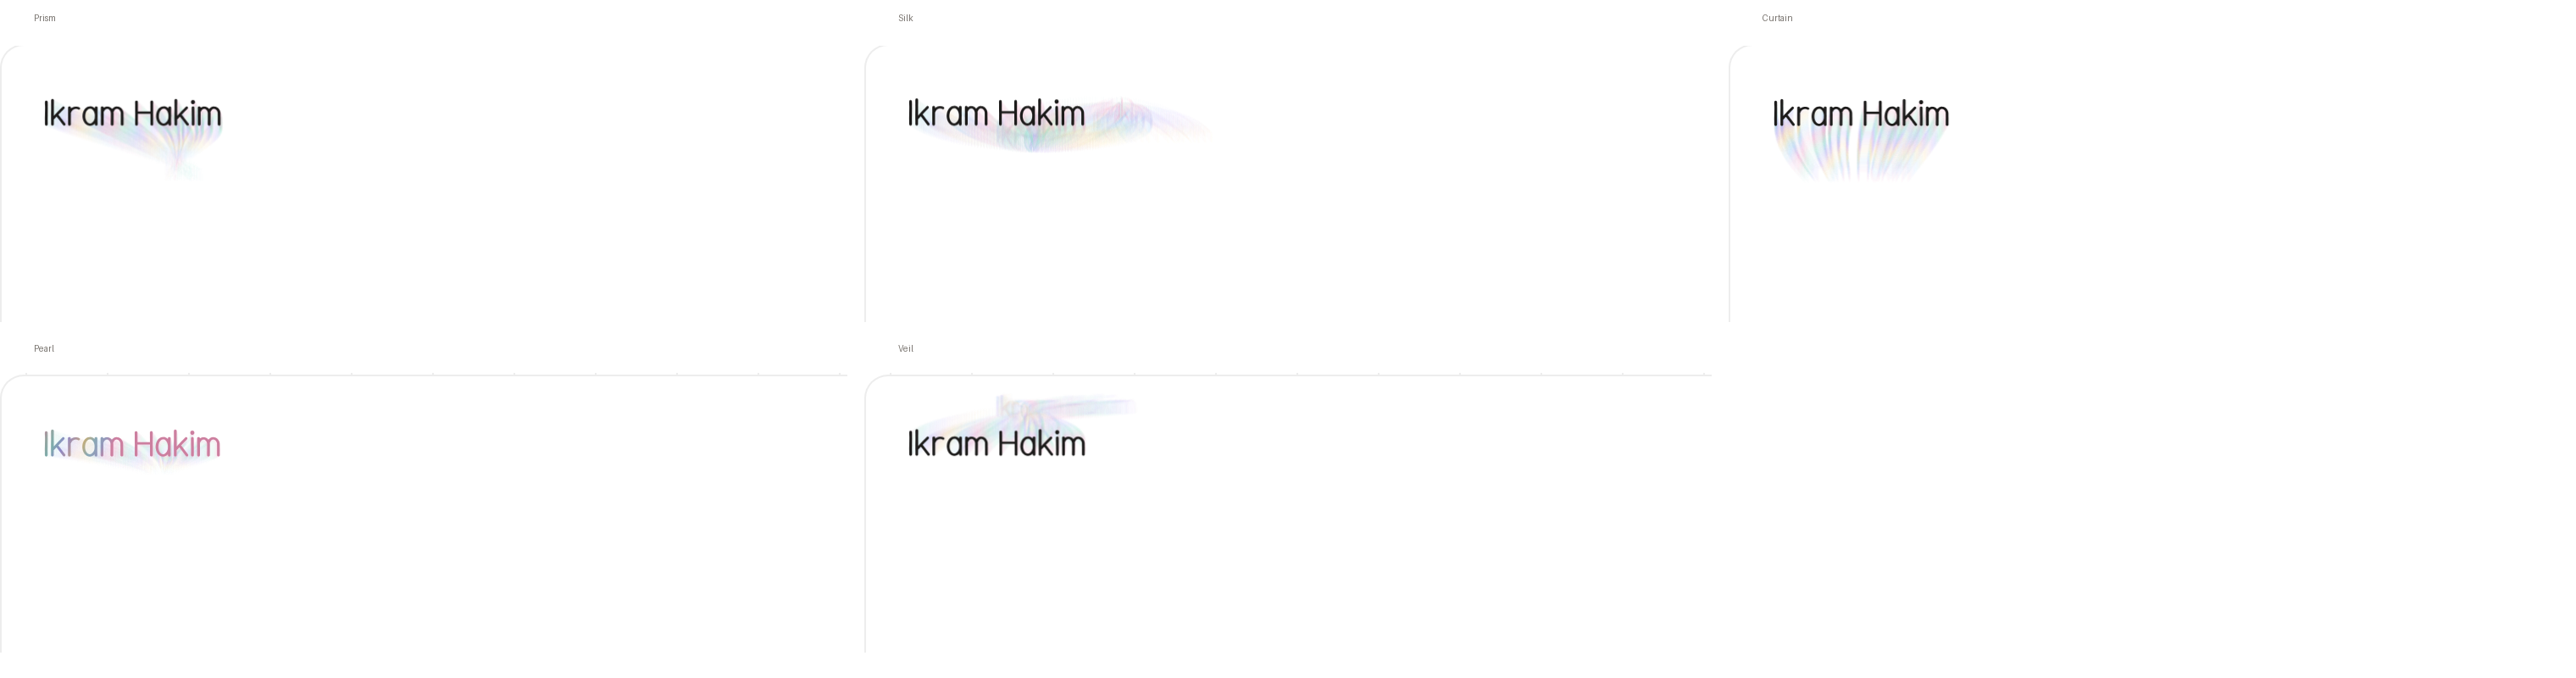 Prism
Ikram Hakim
Silk
Ikram Hakim
Curtain
Ikram Hakim
Pearl
Ikram Hakim
Veil
Ikram Hakim